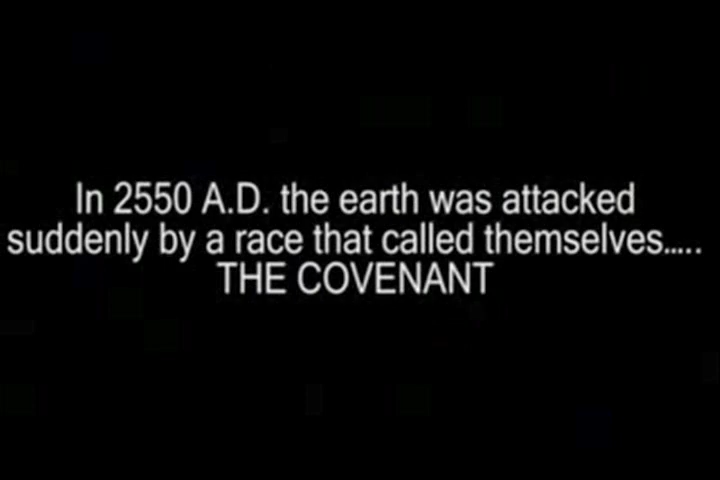 In 2550 A.D. the earth was attacked
suddenly by a race that called themselves.....
THE COVENANT